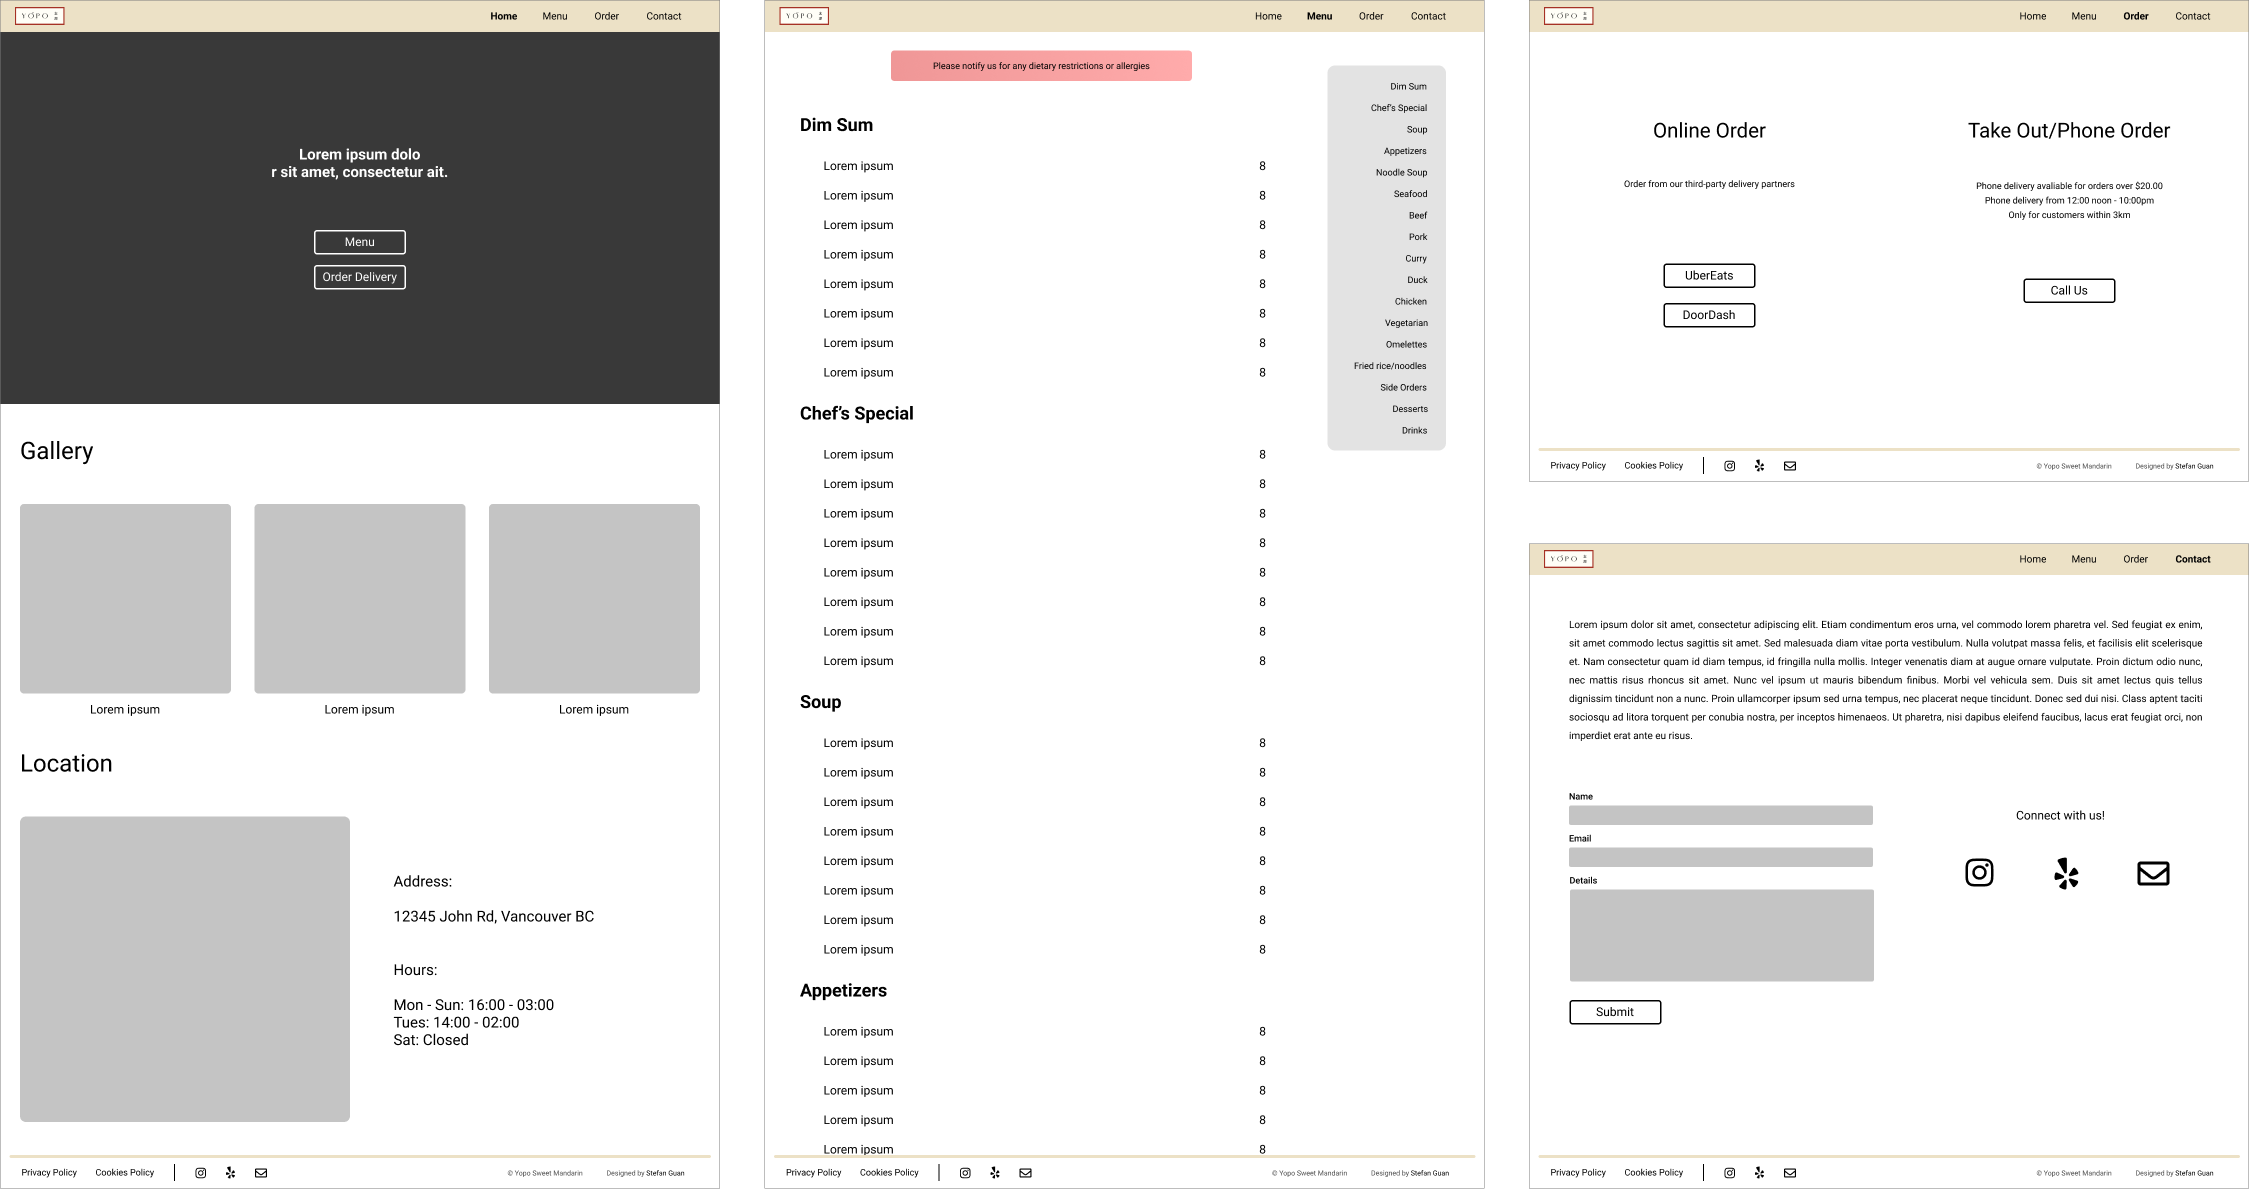 YOPO
Home Menu Order Contact
Lorem ipsum dolo
r sit amet, consectetur ait.
Menu
Order Delivery
Gallery
Lorem ipsum Lorem ipsum Lorem ipsum
Location
Address:
12345 John Rd, Vancouver BC
Hours:
Mon - Sun: 16:00 - 03:00
Tues: 14:00 - 02:00
Sat: Closed
Privacy Policy Cookies Policy © Yopo Sweet Mandarin Designed by Stefan Guan
YOPO
Home Menu Order Contact
Please notify us for any dietary restrictions or allergies
Dim Sum
Lorem ipsum 8
Lorem ipsum 8
Lorem ipsum 8
Lorem ipsum 8
Lorem ipsum 8
Lorem ipsum 8
Lorem ipsum 8
Lorem ipsum 8
Chef's Special
Lorem ipsum 8
Lorem ipsum 8
Lorem ipsum 8
Lorem ipsum 8
Lorem ipsum 8
Lorem ipsum 8
Lorem ipsum 8
Lorem ipsum 8
Soup
Lorem ipsum 8
Lorem ipsum 8
Lorem ipsum 8
Lorem ipsum 8
Lorem ipsum 8
Lorem ipsum 8
Lorem ipsum 8
Lorem ipsum 8
Appetizers
Lorem ipsum 8
Lorem ipsum 8
Lorem ipsum 8
Lorem ipsum 8
Lorem ipsum 8
Dim Sum
Chef's Special
Soup
Appetizers
Noodle Soup
Seafood
Beef
Pork
Curry
Duck
Chicken
Vegetarian
Omelettes
Fried rice/noodles
Side Orders
Desserts
Drinks
Privacy Policy Cookies Policy © Yopo Sweet Mandarin Designed by Stefan Guan
YOPO
Home Menu Order Contact
Online Order
Order from our third-party delivery partners
UberEats
DoorDash
Take Out/Phone Order
Phone delivery avaliable for orders over $20.00
Phone delivery from 12:00 noon - 10:00pm
Only for customers within 3km
Call Us
Privacy Policy Cookies Policy © Yopo Sweet Mandarin Designed by Stefan Guan
YOPO
Home Menu Order Contact
Lorem ipsum dolor sit amet, consectetur adipiscing elit. Etiam condimentum eros urna, vel commodo lorem pharetra vel. Sed feugiat ex enim,
sit amet commodo lectus sagittis sit amet. Sed malesuada diam vitae porta vestibulum. Nulla volutpat massa felis, et facilisis elit scelerisque
et. Nam consectetur quam id diam tempus, id fringilla nulla mollis. Integer venenatis diam at augue ornare vulputate. Proin dictum odio nunc,
nec mattis risus rhoncus sit amet. Nunc vel ipsum ut mauris bibendum finibus. Morbi vel vehicula sem. Duis sit amet lectus quis tellus
dignissim tincidunt non a nunc. Proin ullamcorper ipsum sed urna tempus, nec placerat neque tincidunt. Donec sed dui nisi. Class aptent taciti
sociosqu ad litora torquent per conubia nostra, per inceptos himenaeos. Ut pharetra, nisi dapibus eleifend faucibus, lacus erat feugiat orci, non
imperdiet erat ante eu risus.
Name
Email
Details
Submit
Connect with us!
Privacy Policy Cookies Policy © Yopo Sweet Mandarin Designed by Stefan Guan